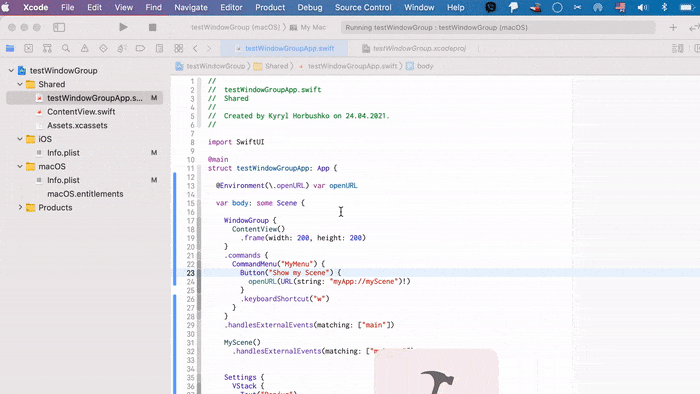 Xcode File Edit View Find Navigate Editor Product Debug Source Control Window Help
My Mac
Running testWindowGroup : testWindowGroup (macOS)
testWindowGroupApp.swift testWindowGroup.xcodeproj
testWindowGroup Shared testWindowGroupApp.swift body
testWindowGroup
Shared
testWindowGroupApp.s... M
ContentView.swift
Assets.xcassets
iOS
Info.plist M
macOS
Info.plist M
macOS.entitlements
Products
1 //
2 // testWindowGroupApp.swift
3 // Shared
4 //
5 // Created by Kyryl Horbushko on 24.04.2021.
6 //
7
8 import SwiftUI
9
10 @main
11 struct testWindowGroupApp: App {
12
13 @Environment(\.openURL) var openURL
14
15 var body: some Scene {
16
17 WindowGroup {
18 ContentView()
19 .frame(width: 200, height: 200)
20 }
21 .commands {
22 CommandMenu("MyMenu") {
23 Button("Show my Scene") {
24 openURL(URL(string: "myApp://myScene")!)
25 }
26 .keyboardShortcut("w")
27 }
28 }
29 .handlesExternalEvents(matching: ["main"])
30
31 MyScene()
32 .handlesExternalEvents(matching:
33
34
35 Settings {
36 VStack {